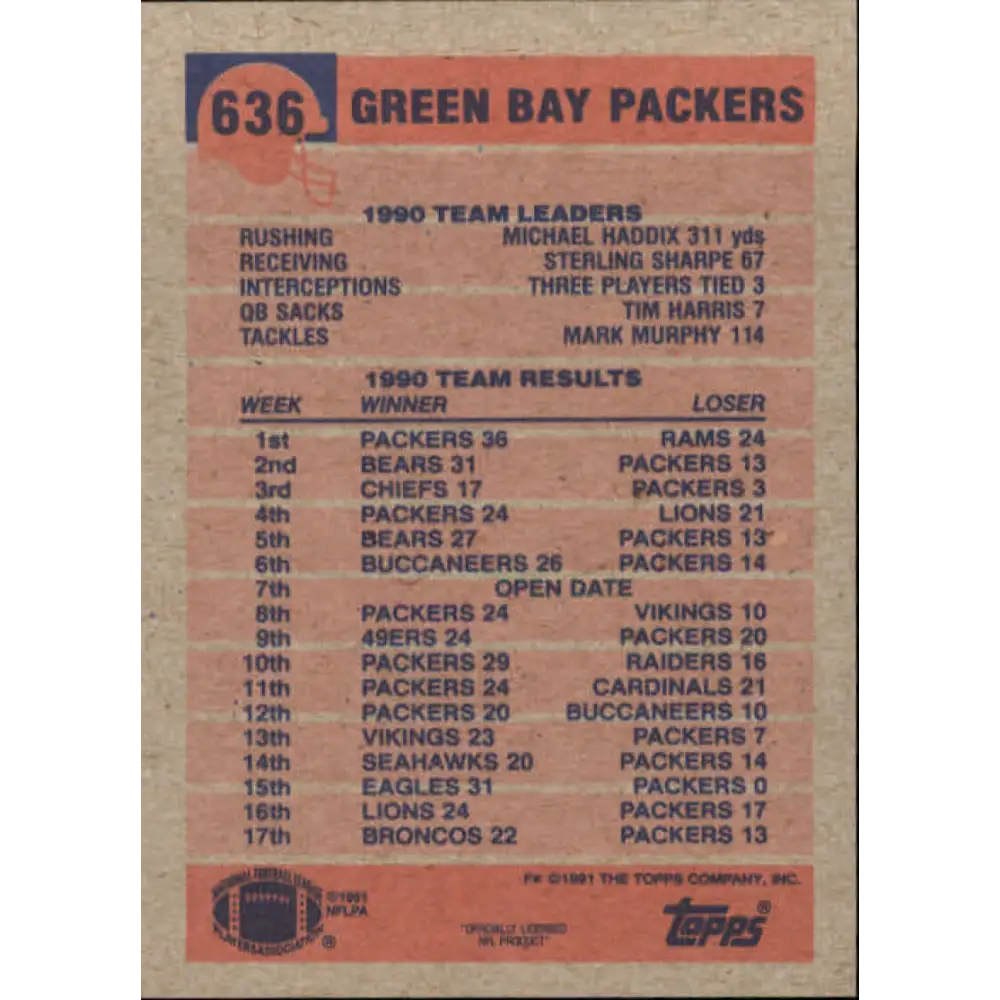 636 GREEN BAY PACKERS
1990 TEAM LEADERS
RUSHING MICHAEL HADDIX 311 yds
RECEIVING STERLING SHARPE 67
INTERCEPTIONS THREE PLAYERS TIED 3
QB SACKS TIM HARRIS 7
TACKLES MARK MURPHY 114
1990 TEAM RESULTS
WEEK WINNER LOSER
1st PACKERS 36 RAMS 24
2nd BEARS 31 PACKERS 13
3rd CHIEFS 17 PACKERS 3
4th PACKERS 24 LIONS 21
5th BEARS 27 PACKERS 13
6th BUCCANEERS 26 PACKERS 14
7th OPEN DATE
8th PACKERS 24 VIKINGS 10
9th 49ERS 24 PACKERS 20
10th PACKERS 29 RAIDERS 16
11th PACKERS 24 CARDINALS 21
12th PACKERS 20 BUCCANEERS 10
13th VIKINGS 23 PACKERS 7
14th SEAHAWKS 20 PACKERS 14
15th EAGLES 31 PACKERS 0
16th LIONS 24 PACKERS 17
17th BRONCOS 22 PACKERS 13
F* ©1991 THE TOPPS COMPANY, INC.
NATIONAL FOOTBALL LEAGUE
PLAYERS ASSOCIATION ®
©1991
NFLPA
"OFFICIALLY LICENSED
NFL PRODUCT"
topps®